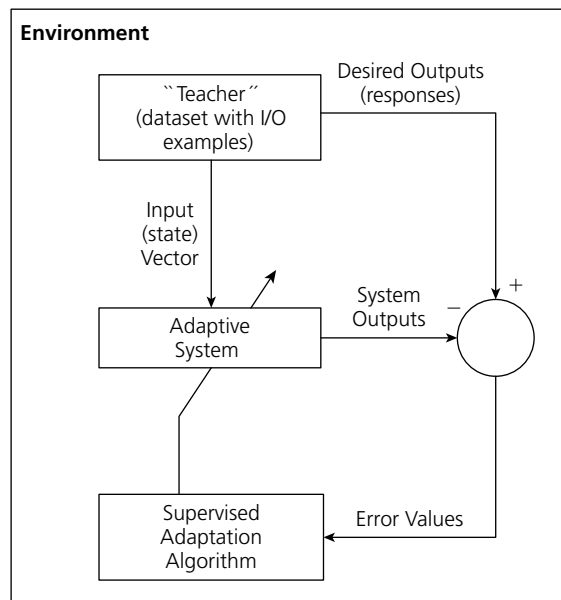 Environment
``Teacher˝
(dataset with I/O
examples)
Desired Outputs
(responses)
Input
(state)
Vector
+
−
System
Outputs
Adaptive
System
Supervised
Adaptation
Algorithm
Error Values